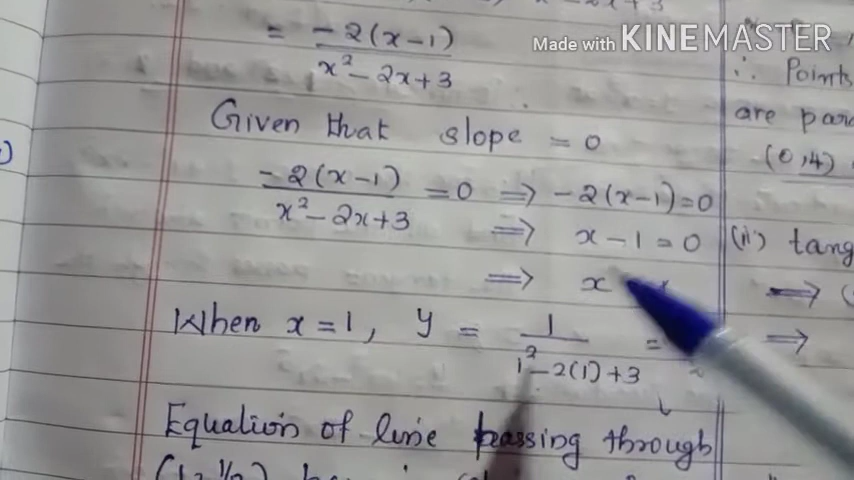 Made with KINEMASTER
= -2(x-1) / x² - 2x+3
Given that slope = 0
-2(x-1) / x² - 2x+3 = 0 ⇒ -2(x-1)=0
⇒ x - 1 = 0
⇒ x
When x = 1, y = 1 / 1² - 2(1) + 3 =
Equation of line passing through
∴ Points
are para
(0,4)
(ii) tang
⇒ (
⇒